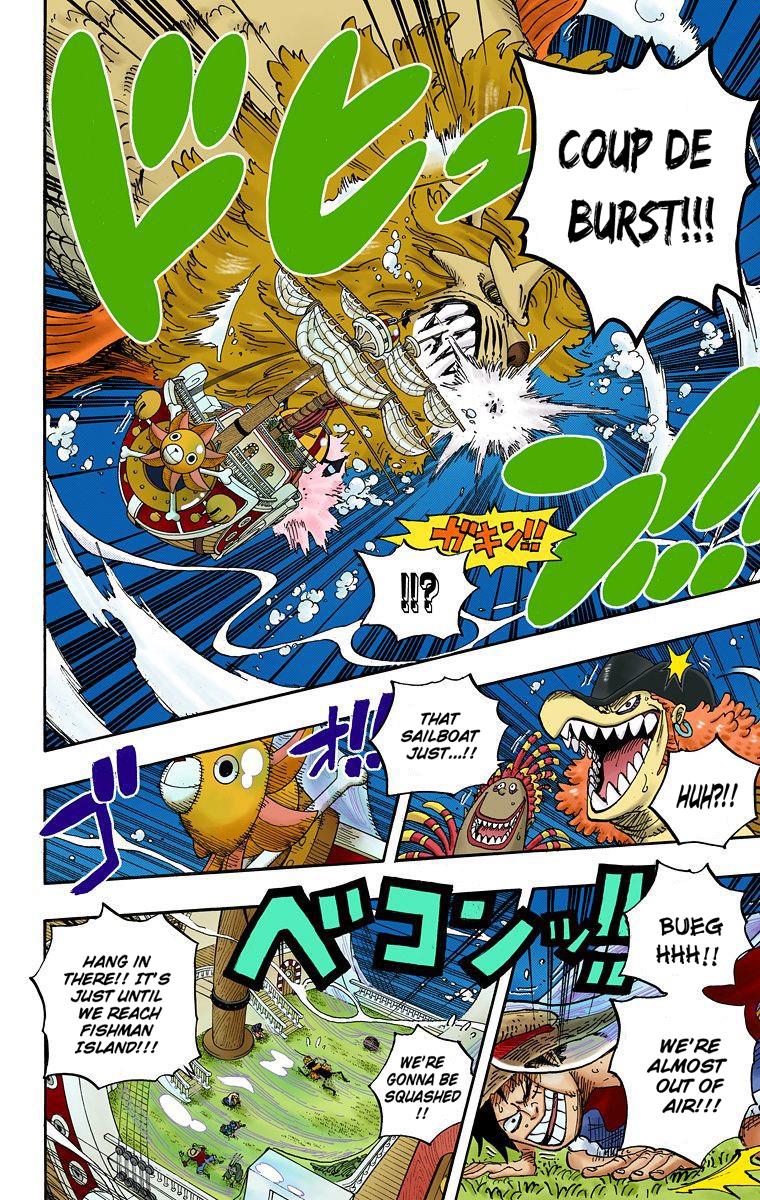 COUP DE
BURST!!!
ドヒュ
ン!!!
ガキン!!
!!?
HUH?!!
THAT
SAILBOAT
JUST...!!
ゴ
オ!!
BUEG
HHH!!
WE'RE
ALMOST
OUT OF
AIR!!!
ベコンッ!!
HANG IN
THERE!! IT'S
JUST UNTIL
WE REACH
FISHMAN
ISLAND!!!
WE'RE
GONNA BE
SQUASHED
!!